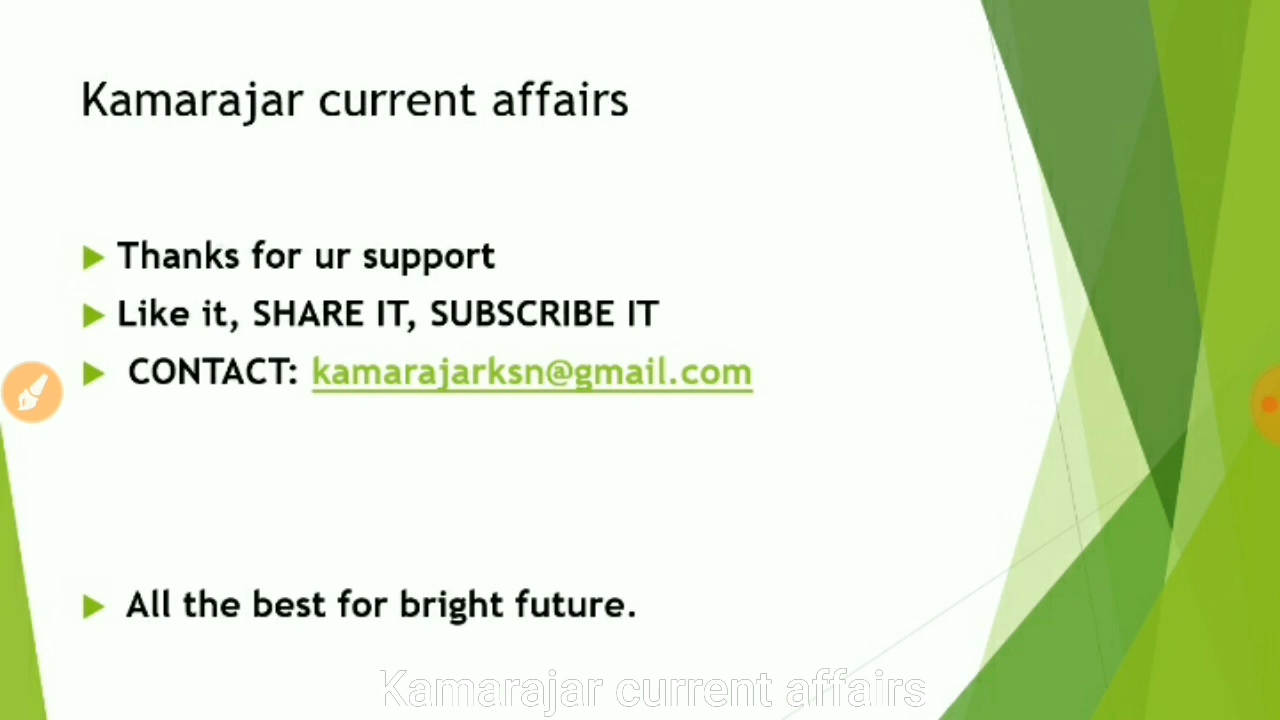 Kamarajar current affairs
Thanks for ur support
Like it, SHARE IT, SUBSCRIBE IT
CONTACT: kamarajarksn@gmail.com
All the best for bright future.
Kamarajar current affairs